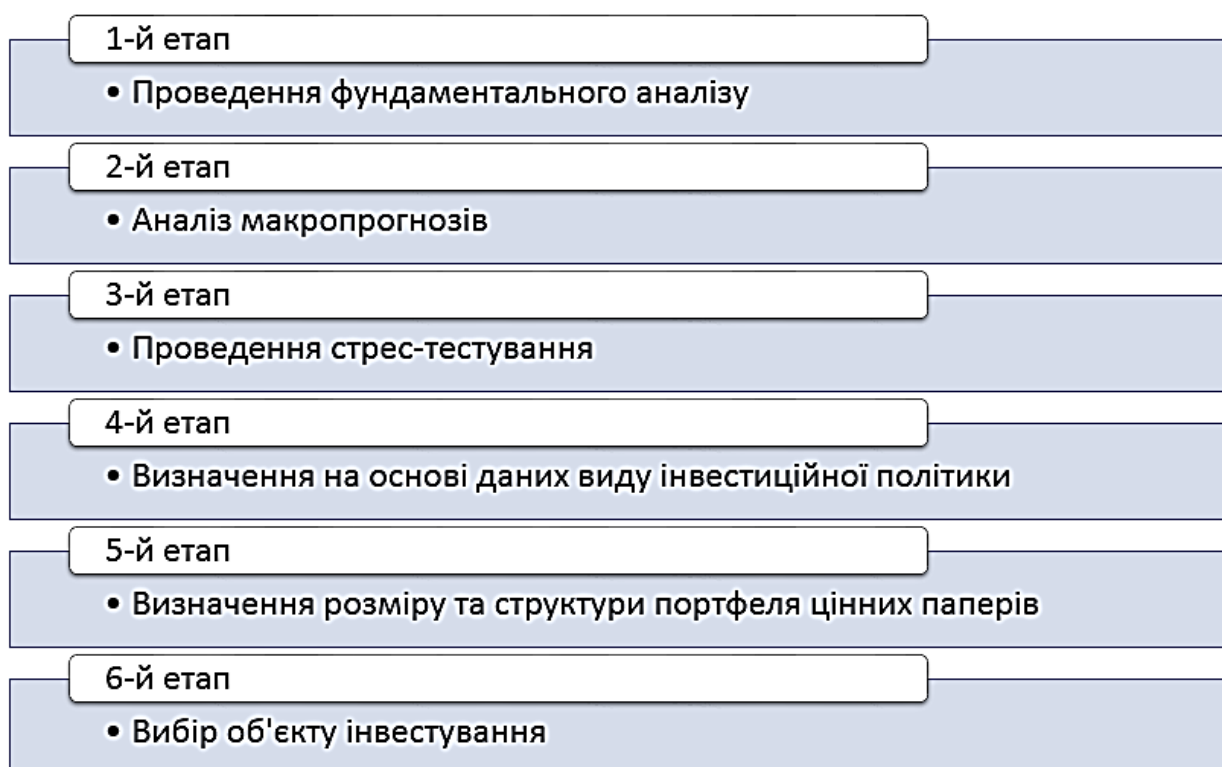 1-й етап
• Проведення фундаментального аналізу
2-й етап
• Аналіз макропрогнозів
3-й етап
• Проведення стрес-тестування
4-й етап
• Визначення на основі даних виду інвестиційної політики
5-й етап
• Визначення розміру та структури портфеля цінних паперів
6-й етап
• Вибір об'єкту інвестування